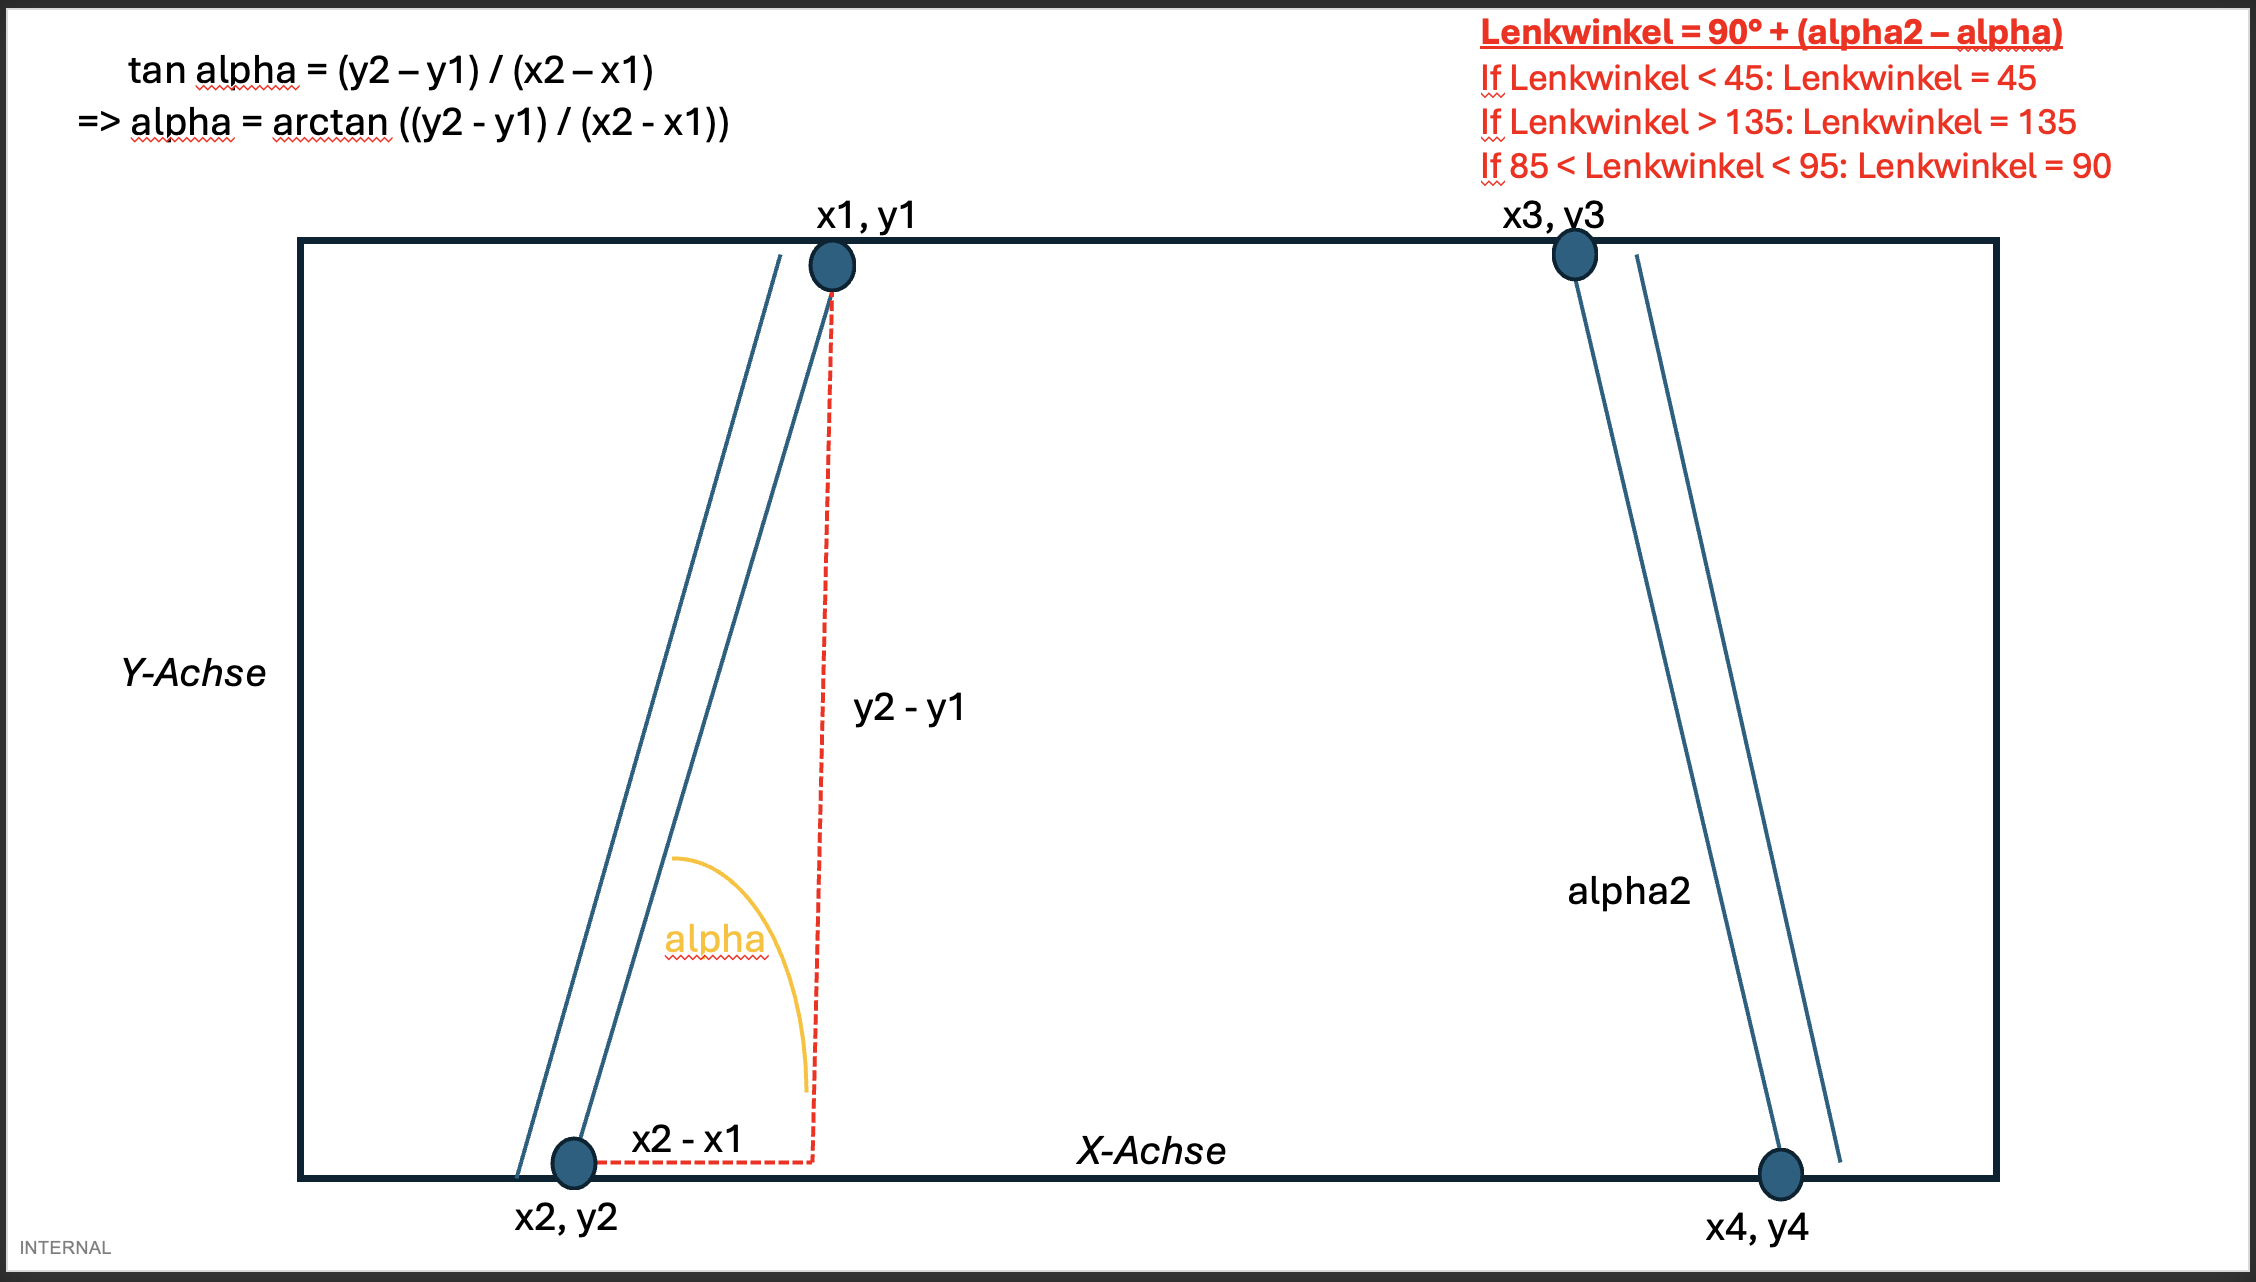 Lenkwinkel = 90° + (alpha2 – alpha)
If Lenkwinkel < 45: Lenkwinkel = 45
If Lenkwinkel > 135: Lenkwinkel = 135
If 85 < Lenkwinkel < 95: Lenkwinkel = 90
tan alpha = (y2 – y1) / (x2 – x1)
=> alpha = arctan ((y2 - y1) / (x2 - x1))
x1, y1
x3, y3
Y-Achse
y2 - y1
alpha2
alpha
x2 - x1
X-Achse
x2, y2
x4, y4
INTERNAL